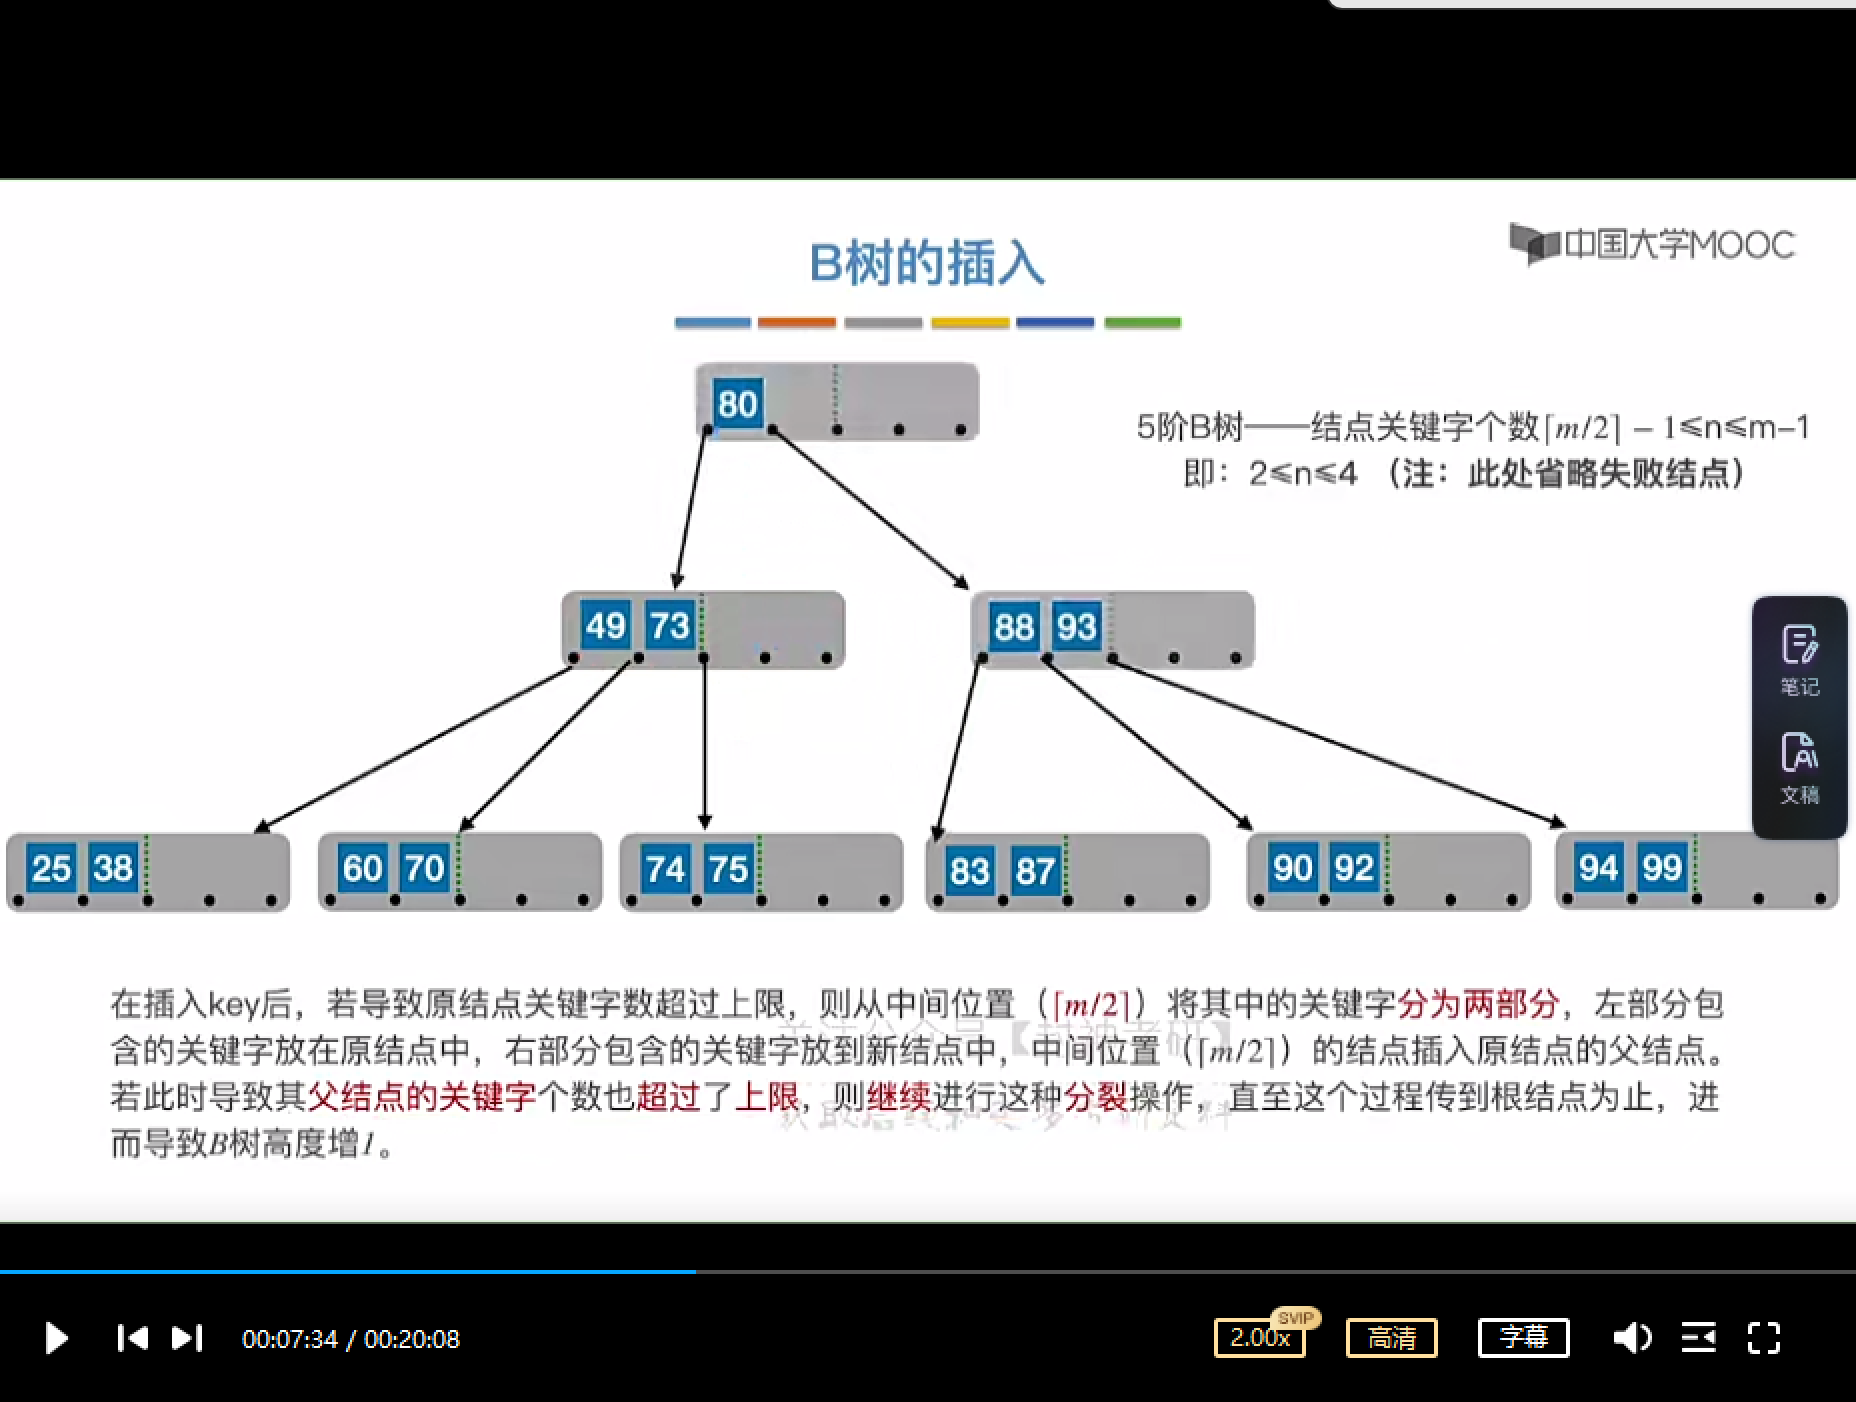 B树的插入
中国大学MOOC
80
5阶B树——结点关键字个数⌈m/2⌉ – 1≤n≤m–1
即：2≤n≤4 （注：此处省略失败结点）
49 73
88 93
笔记
文稿
25 38
60 70
74 75
83 87
90 92
94 99
在插入key后，若导致原结点关键字数超过上限，则从中间位置（⌈m/2⌉）将其中的关键字分为两部分，左部分包
含的关键字放在原结点中，右部分包含的关键字放到新结点中，中间位置（⌈m/2⌉）的结点插入原结点的父结点。
若此时导致其父结点的关键字个数也超过了上限，则继续进行这种分裂操作，直至这个过程传到根结点为止，进
而导致B树高度增1。
00:07:34 / 00:20:08
SVIP
2.00x
高清
字幕